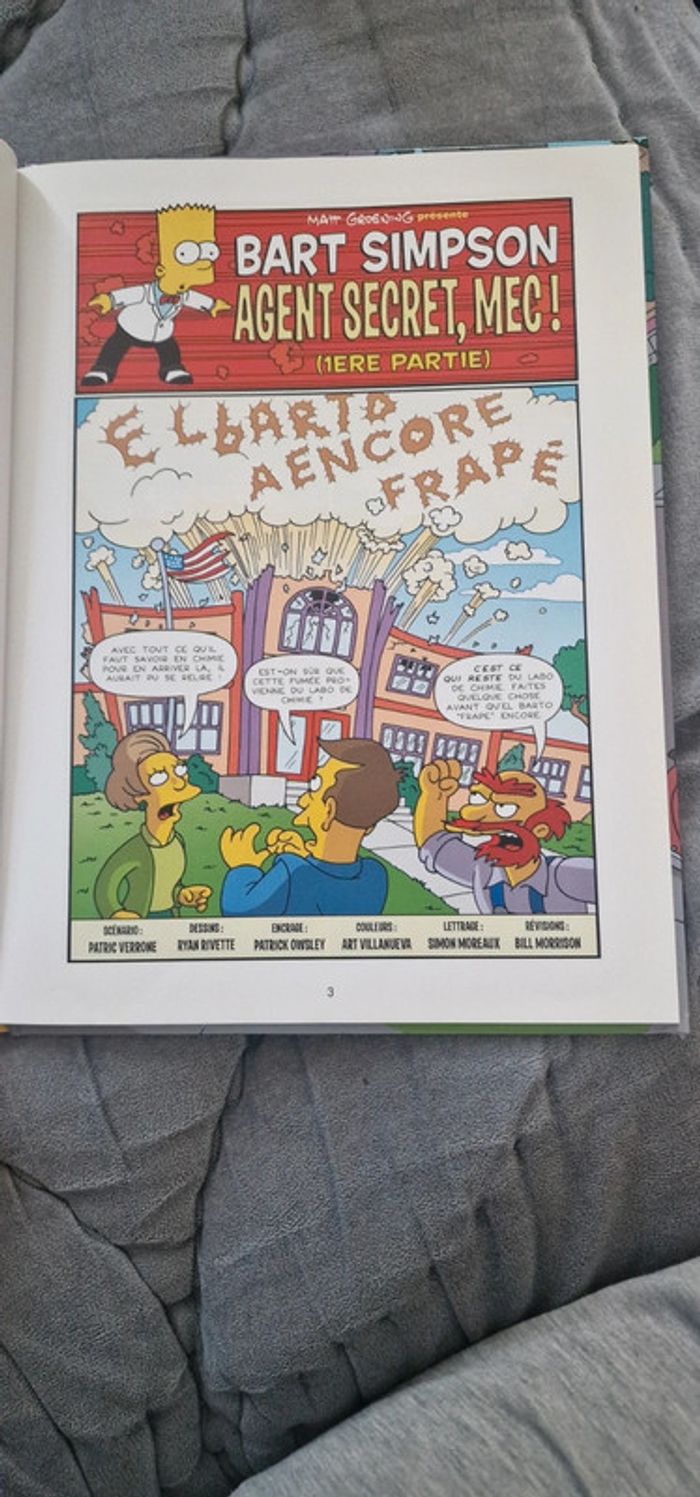 MATT GROENING présente
BART SIMPSON
AGENT SECRET, MEC !
(1ERE PARTIE)
EL bARTO
A ENCORE
FRAPÉ
AVEC TOUT CE QU'IL
FAUT SAVOIR EN CHIMIE
POUR EN ARRIVER LÀ, IL
AURAIT PU SE RELIRE !
EST-ON SÛR QUE
CETTE FUMÉE PRO-
VIENNE DU LABO DE
CHIMIE ?
C'EST CE
QUI RESTE DU LABO
DE CHIMIE. FAITES
QUELQUE CHOSE
AVANT QU'EL BARTO
"FRAPE" ENCORE
SCÉNARIO :
PATRIC VERRONE
DESSINS :
RYAN RIVETTE
ENCRAGE :
PATRICK OWSLEY
COULEURS :
ART VILLANUEVA
LETTRAGE :
SIMON MOREAUX
RÉVISIONS :
BILL MORRISON
3